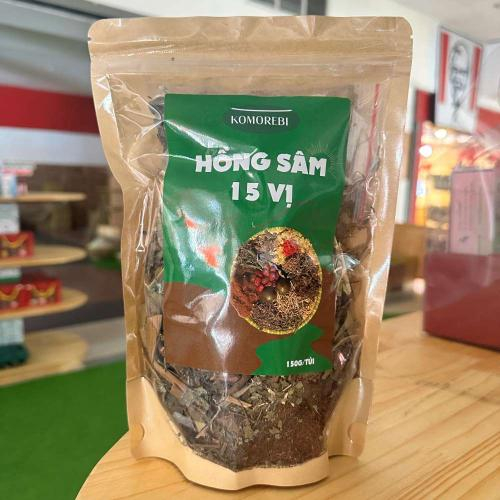 KOMOREBI
HỒNG SÂM
15 VỊ
150G/TÚI